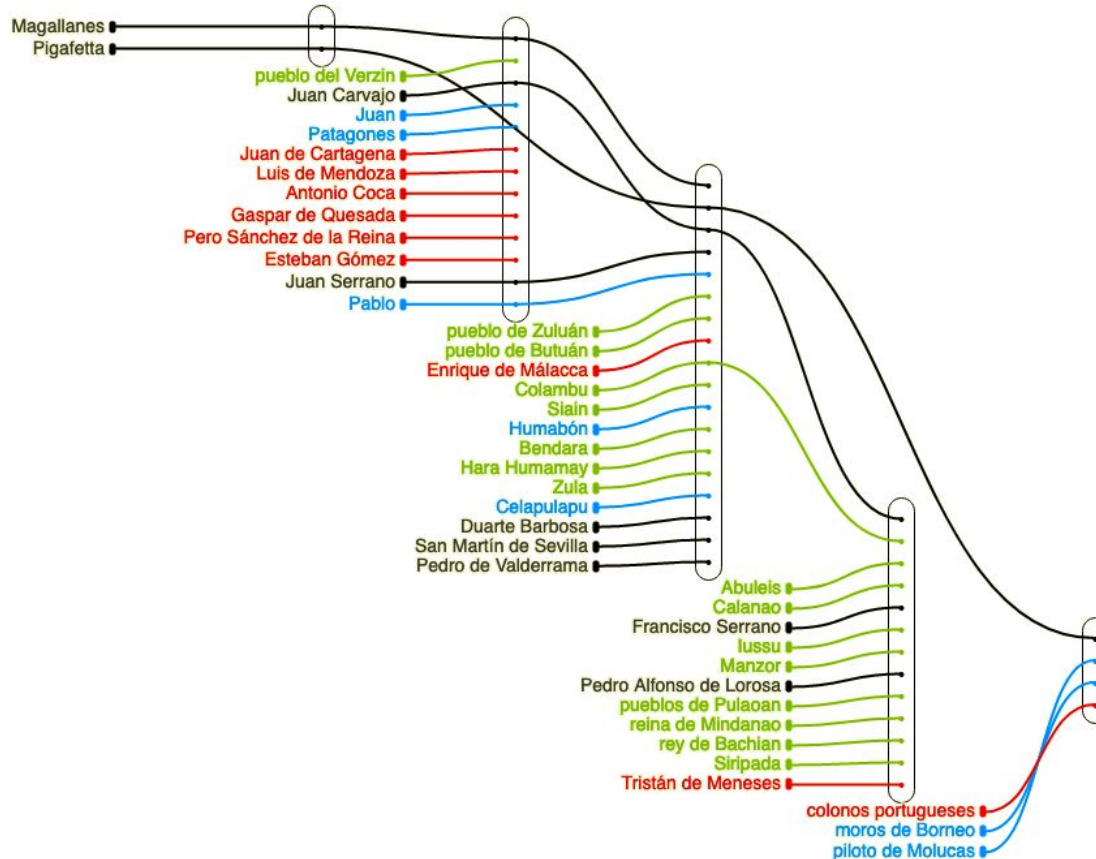 Magallanes
Pigafetta
pueblo del Verzin
Juan Carvajo
Juan
Patagones
Juan de Cartagena
Luis de Mendoza
Antonio Coca
Gaspar de Quesada
Pero Sánchez de la Reina
Esteban Gómez
Juan Serrano
Pablo
pueblo de Zuluán
pueblo de Butuán
Enrique de Málacca
Colambu
Siain
Humabón
Bendara
Hara Humamay
Zula
Celapulapu
Duarte Barbosa
San Martín de Sevilla
Pedro de Valderrama
Abuleis
Calanao
Francisco Serrano
Iussu
Manzor
Pedro Alfonso de Lorosa
pueblos de Pulaoan
reina de Mindanao
rey de Bachian
Siripada
Tristán de Meneses
colonos portugueses
moros de Borneo
piloto de Molucas